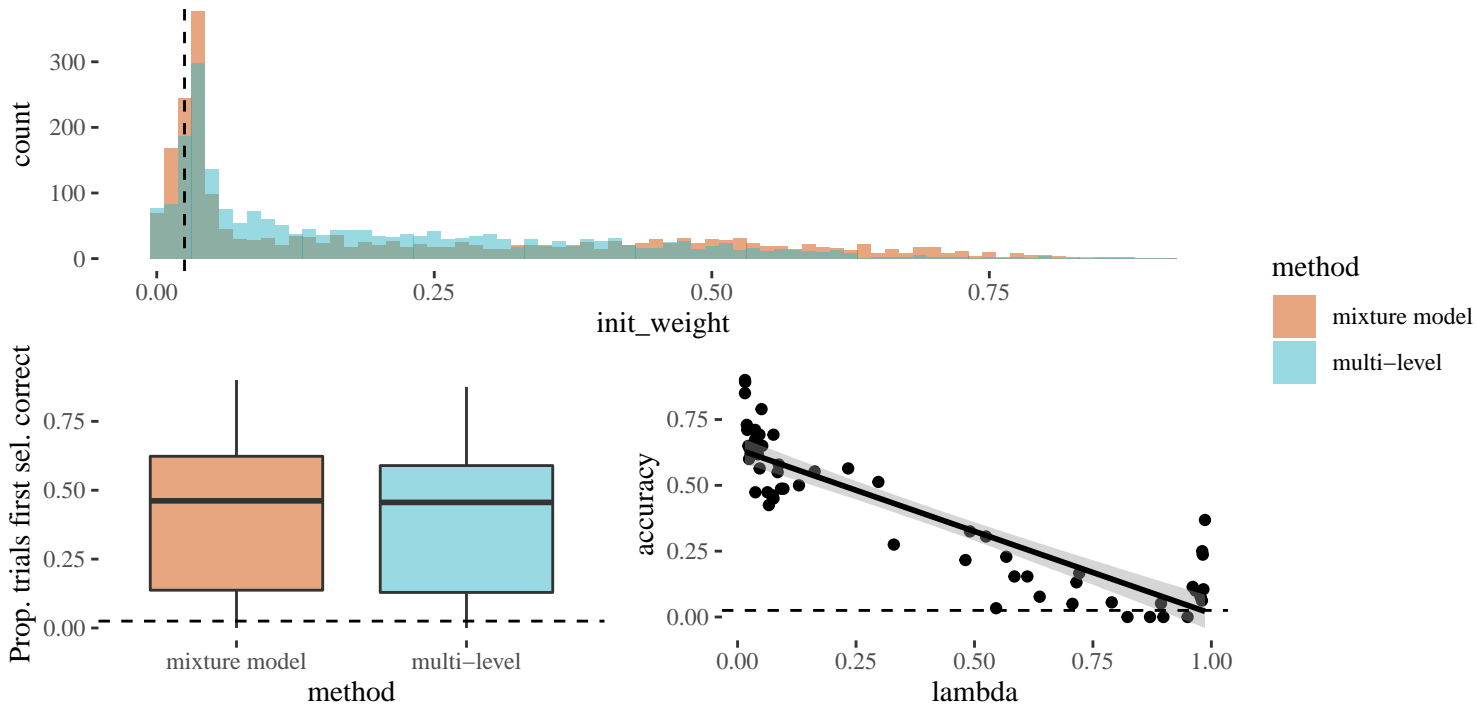 300
200
100
0
count
0.00 0.25 0.50 0.75
init_weight
method
mixture model
multi−level
0.75
0.50
0.25
0.00
Prop. trials first sel. correct
mixture model multi−level
method
0.75
0.50
0.25
0.00
accuracy
0.00 0.25 0.50 0.75 1.00
lambda